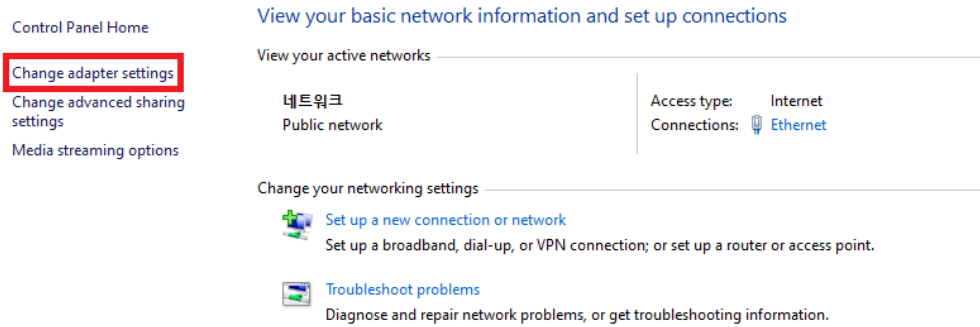 Control Panel Home
Change adapter settings
Change advanced sharing
settings
Media streaming options
View your basic network information and set up connections
View your active networks
네트워크
Public network
Access type: Internet
Connections: Ethernet
Change your networking settings
Set up a new connection or network
Set up a broadband, dial-up, or VPN connection; or set up a router or access point.
Troubleshoot problems
Diagnose and repair network problems, or get troubleshooting information.